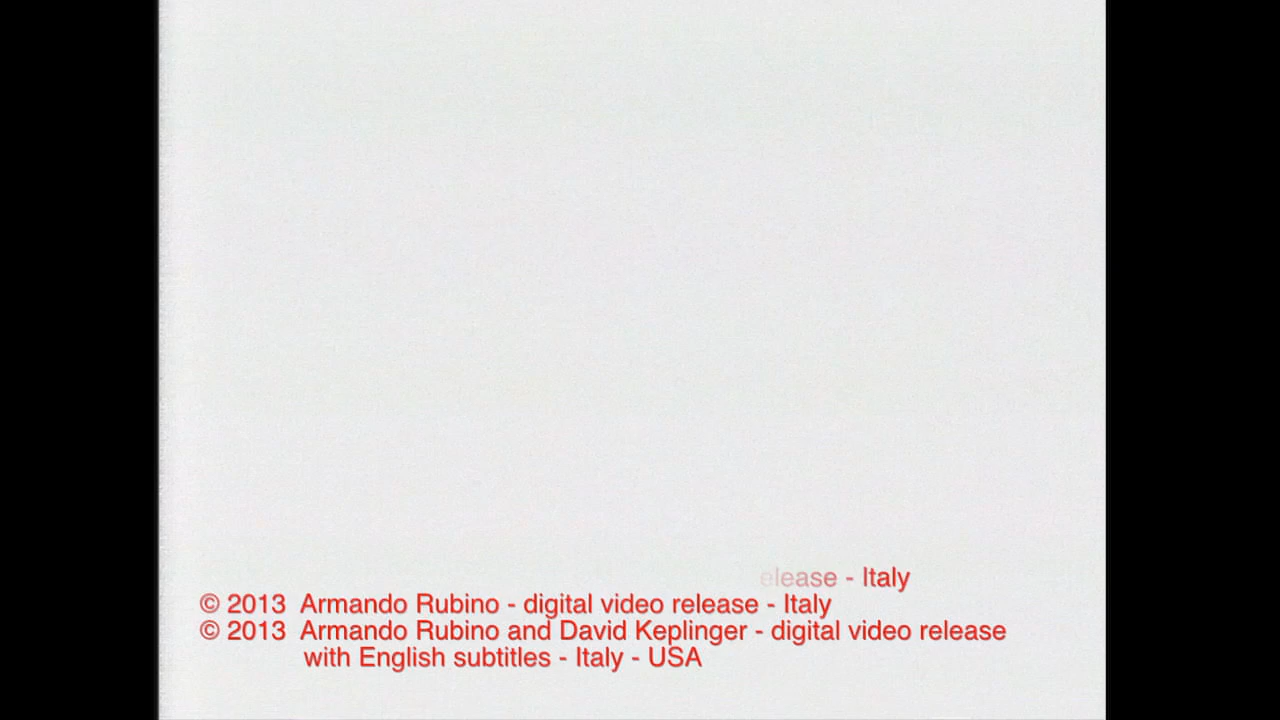 elease - Italy
© 2013 Armando Rubino - digital video release - Italy
© 2013 Armando Rubino and David Keplinger - digital video release
with English subtitles - Italy - USA